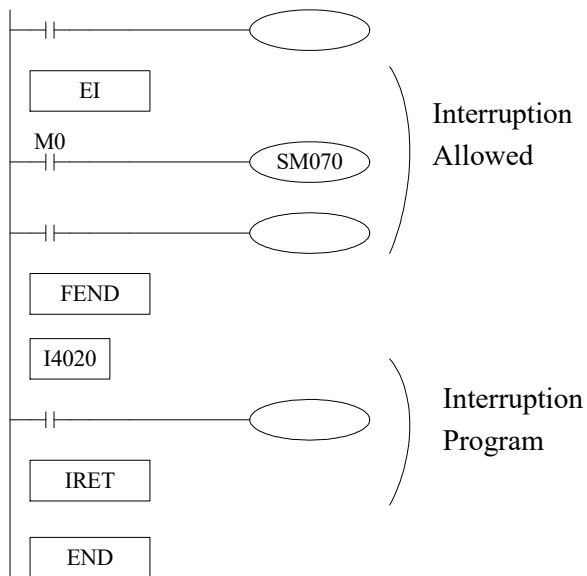 EI
Interruption
Allowed
M0
SM070
FEND
I4020
Interruption
Program
IRET
END